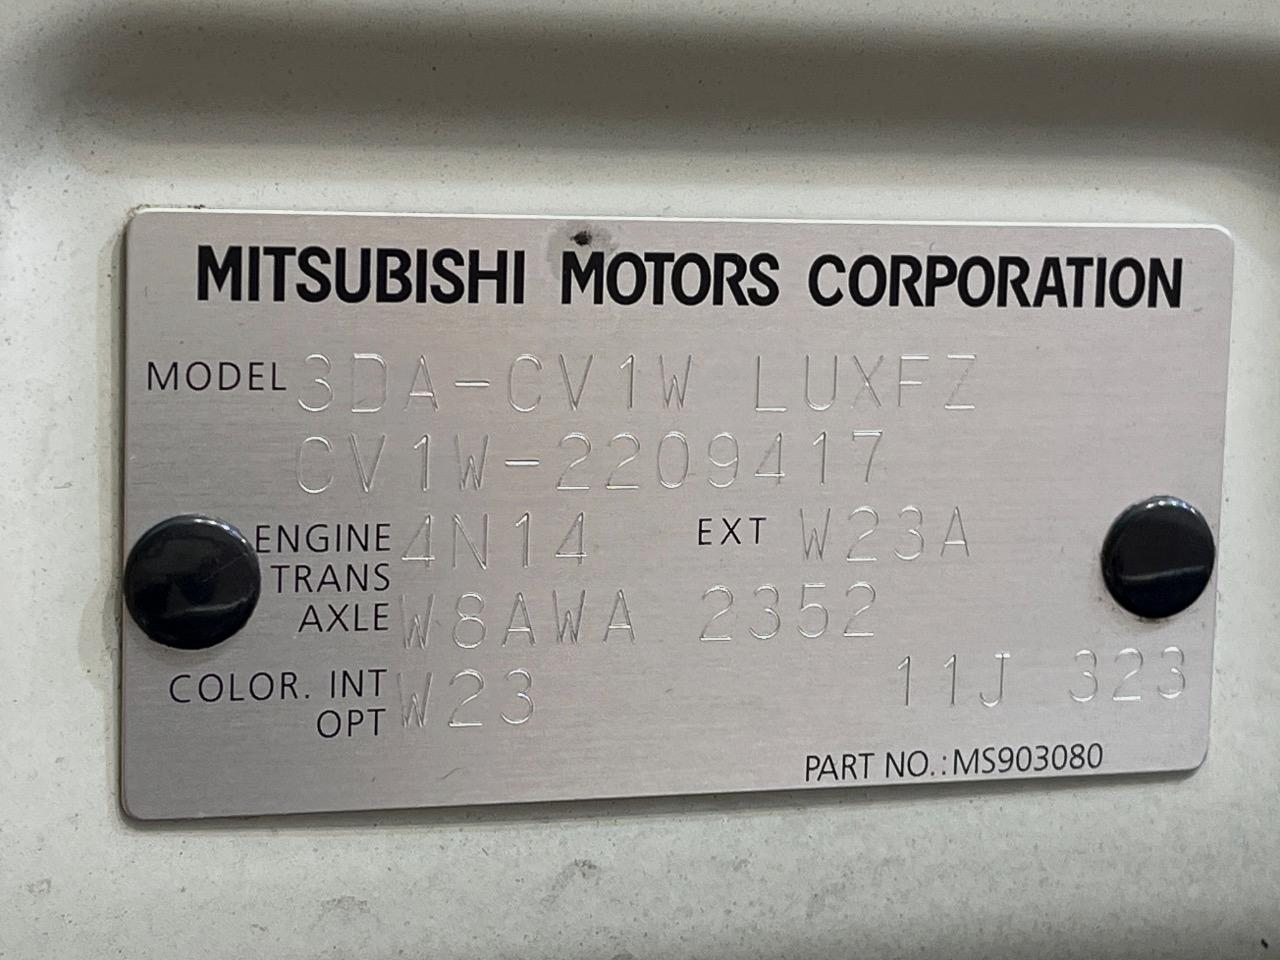 MITSUBISHI MOTORS CORPORATION
MODEL 3DA-CV1W LUXFZ
CV1W-2209417
ENGINE 4N14 EXT W23A
TRANS
AXLE W8AWA 2352
COLOR. INT W23 11J 323
OPT
PART NO.:MS903080